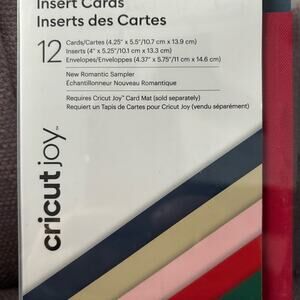 Insert Cards
Inserts des Cartes
12
Cards/Cartes (4.25" x 5.5"/10.7 cm x 13.9 cm)
Inserts (4" x 5.25"/10.1 cm x 13.3 cm)
Envelopes/Enveloppes (4.37" x 5.75"/11 cm x 14.6 cm)
New Romantic Sampler
Échantillonneur Nouveau Romantique
Requires Cricut Joy™ Card Mat (sold separately)
Requiert un Tapis de Cartes pour Cricut Joy™ (vendu séparément)
cricut joy™